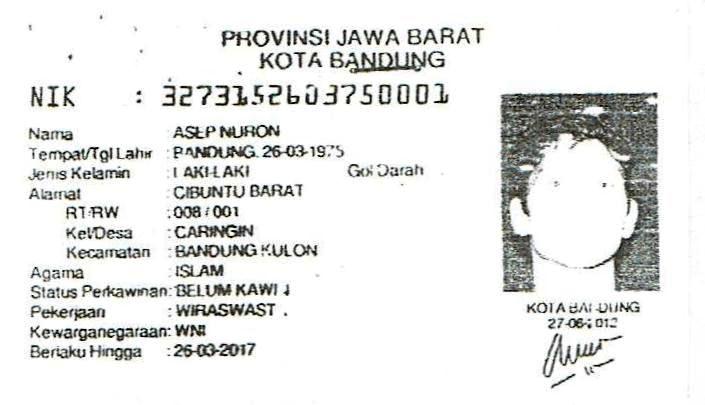 PROVINSI JAWA BARAT
KOTA BANDUNG
NIK : 3273152603750001
Nama : ASEP NURON
Tempat/Tgl Lahir : BANDUNG, 26-03-1975
Jenis Kelamin : LAKI-LAKI Gol Darah
Alamat : CIBUNTU BARAT
RT/RW : 008 / 001
Kel/Desa : CARINGIN
Kecamatan : BANDUNG KULON
Agama : ISLAM
Status Perkawinan: BELUM KAWI
Pekerjaan : WIRASWAST
Kewarganegaraan: WNI
Berlaku Hingga : 26-03-2017
KOTA BANDUNG
27-06-2012